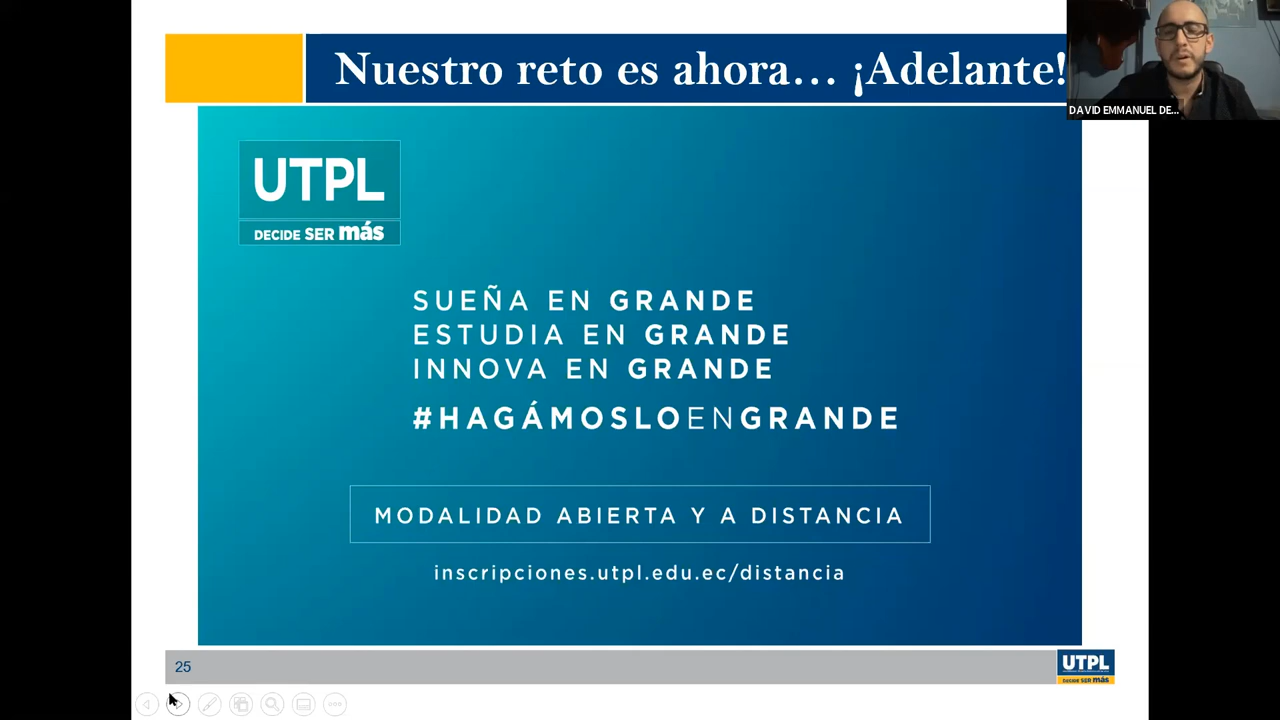 Nuestro reto es ahora... ¡Adelante!
DAVID EMMANUEL DE...
UTPL
DECIDE SER más
SUEÑA EN GRANDE
ESTUDIA EN GRANDE
INNOVA EN GRANDE
#HAGÁMOSLOENGRANDE
MODALIDAD ABIERTA Y A DISTANCIA
inscripciones.utpl.edu.ec/distancia
25
UTPL
DECIDE SER más